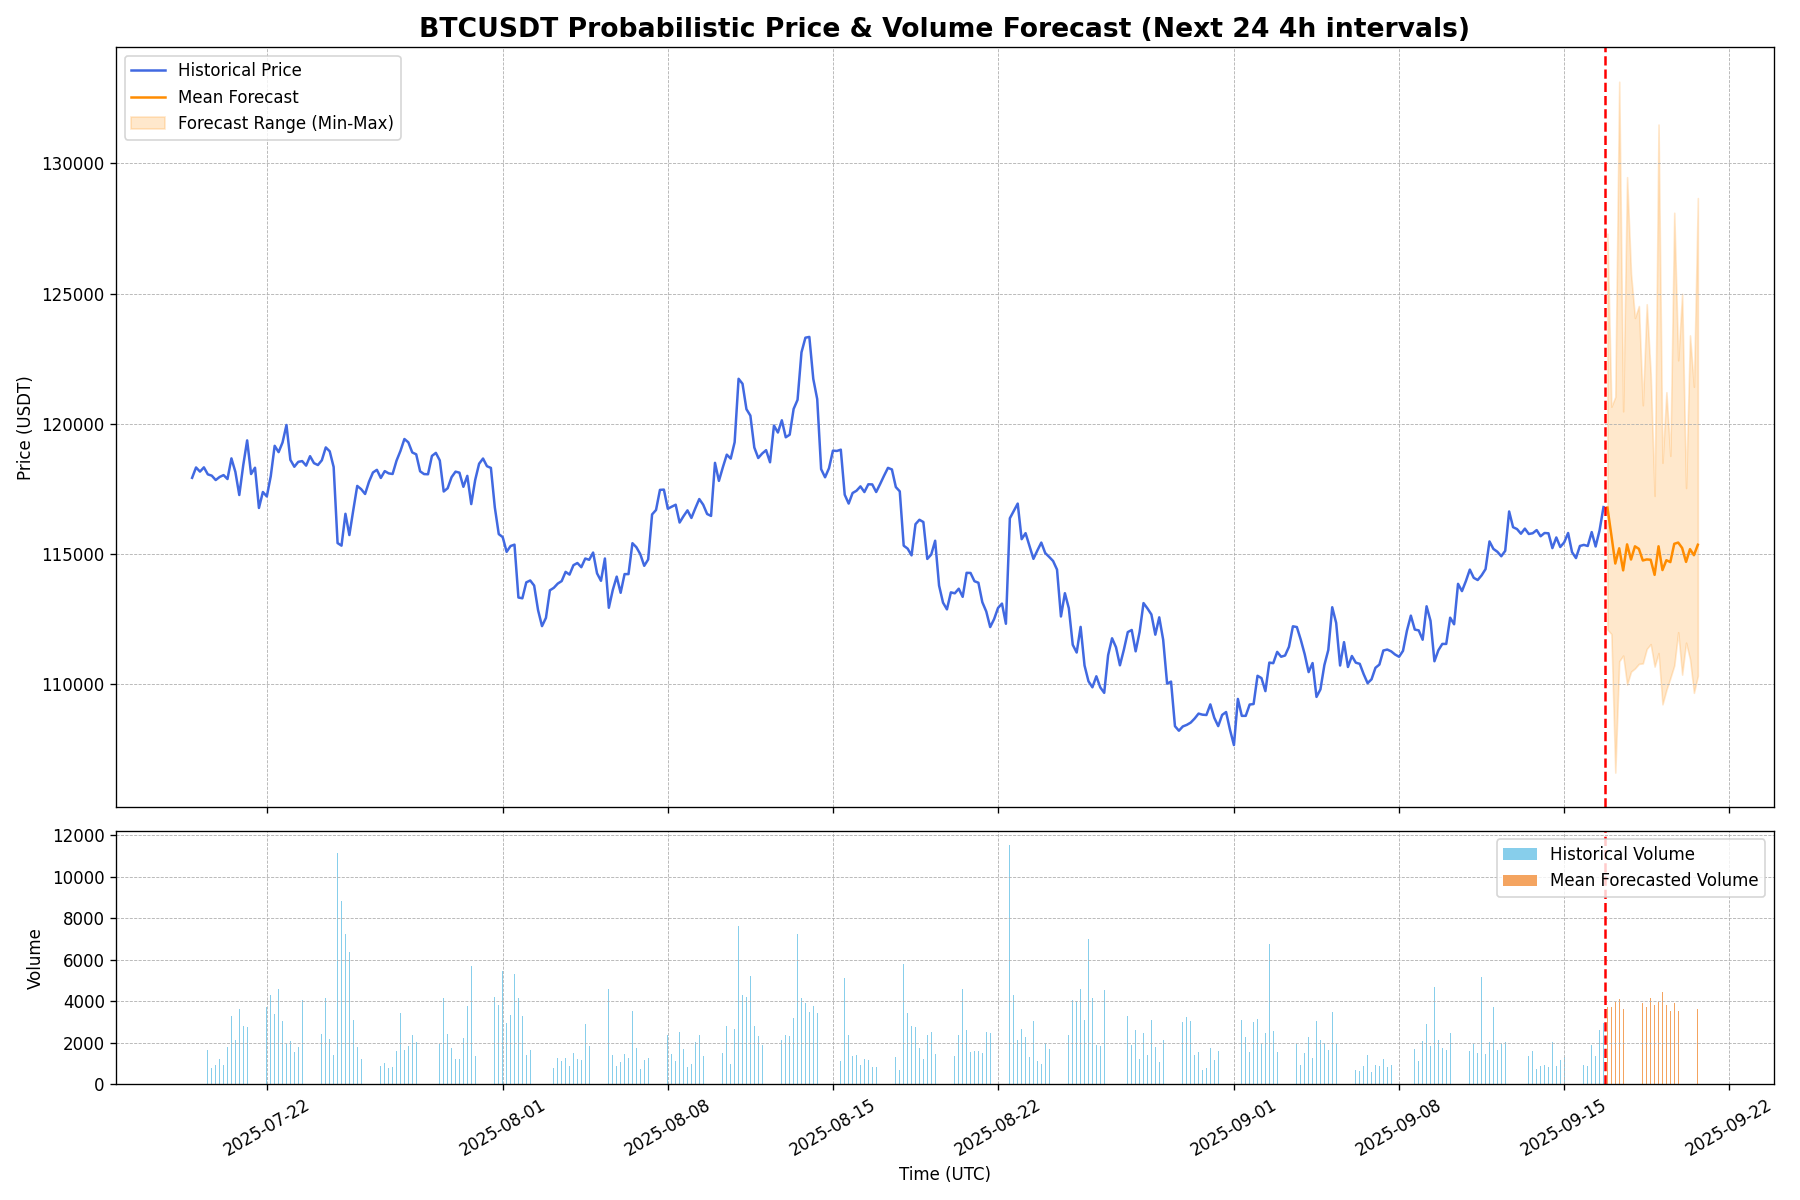 BTCUSDT Probabilistic Price & Volume Forecast (Next 24 4h intervals)
Historical Price
Mean Forecast
Forecast Range (Min-Max)
Price (USDT)
130000
125000
120000
115000
110000
Historical Volume
Mean Forecasted Volume
Volume
12000
10000
8000
6000
4000
2000
0
2025-07-22
2025-08-01
2025-08-08
2025-08-15
2025-08-22
2025-09-01
2025-09-08
2025-09-15
2025-09-22
Time (UTC)